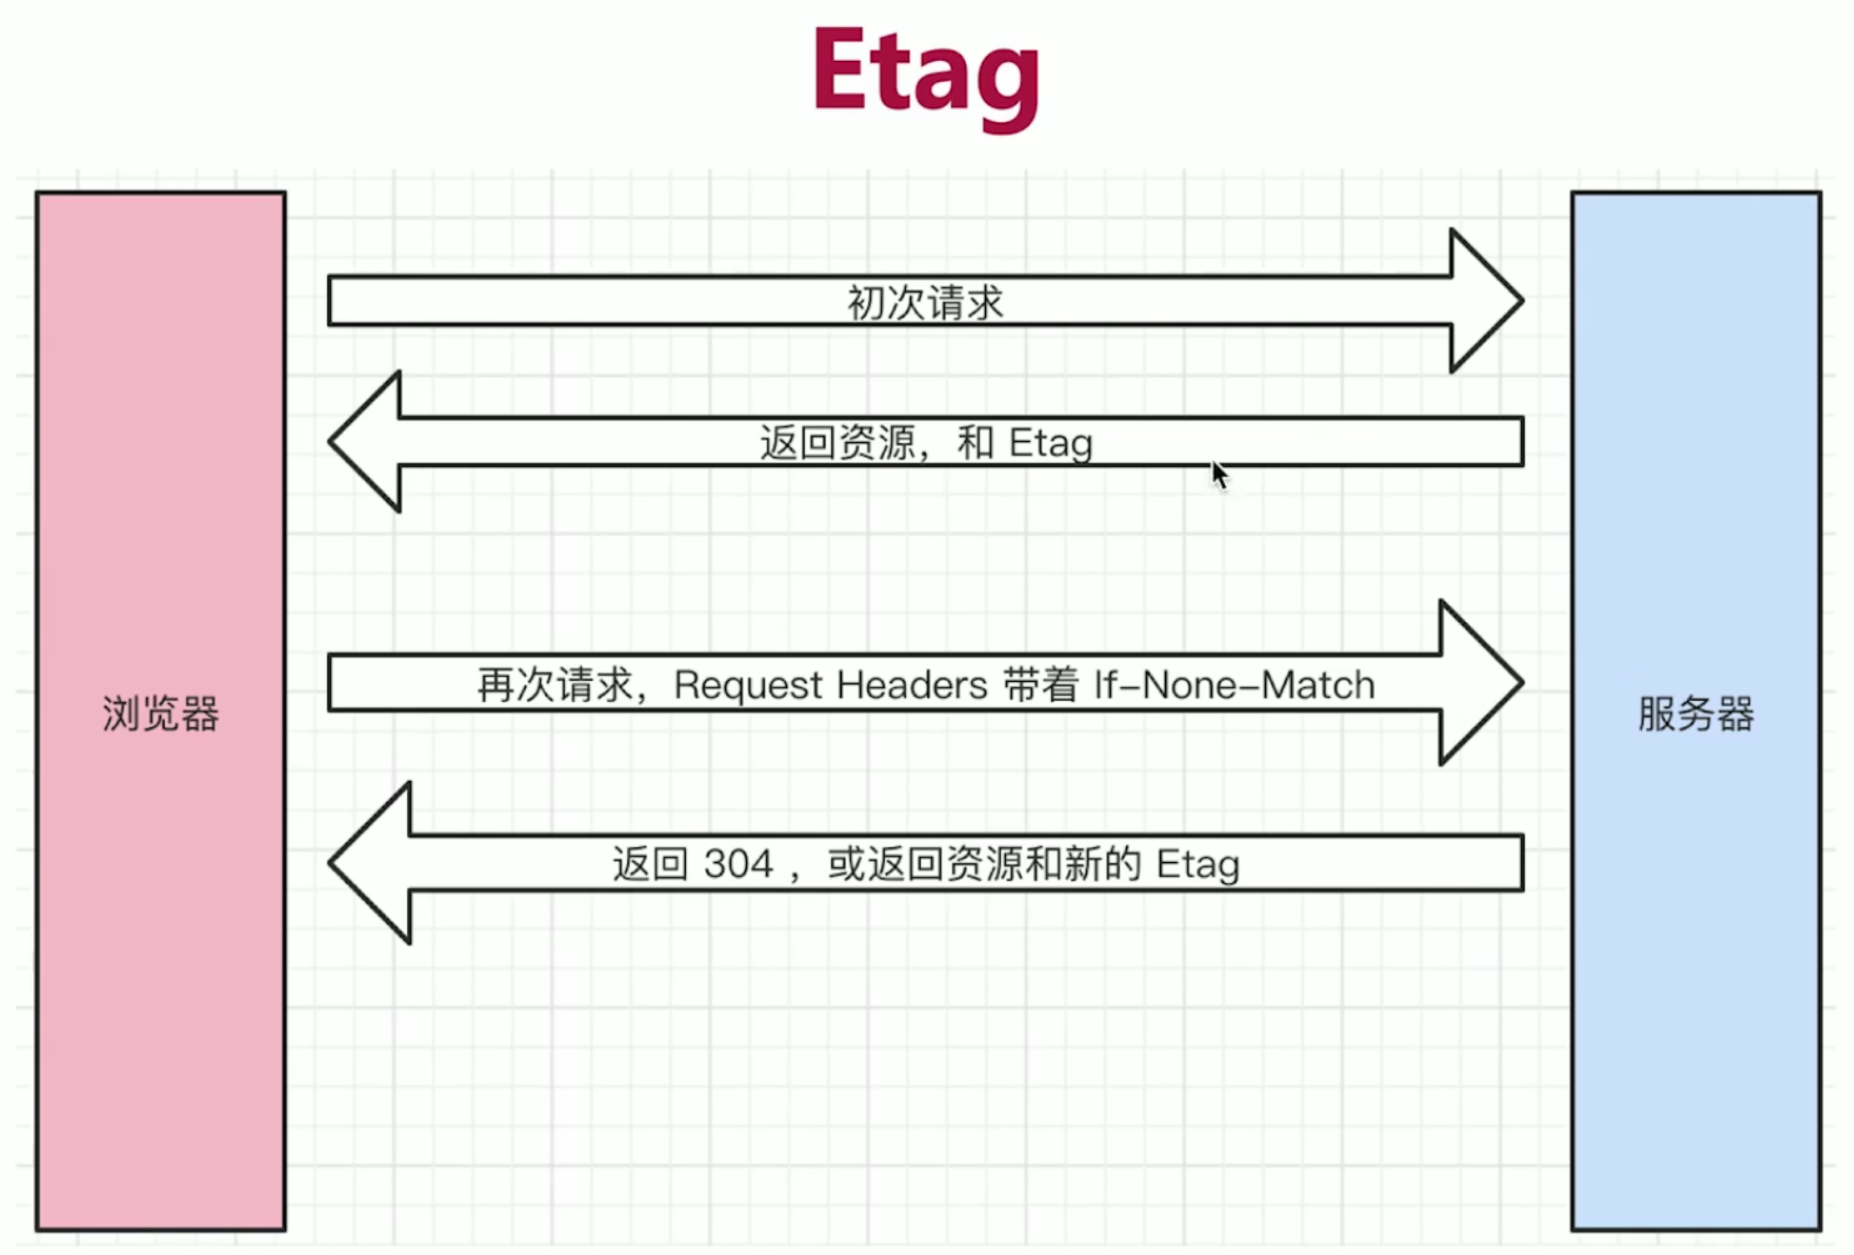 Etag
初次请求
返回资源，和 Etag
再次请求，Request Headers 带着 If-None-Match
浏览器
服务器
返回 304 ，或返回资源和新的 Etag